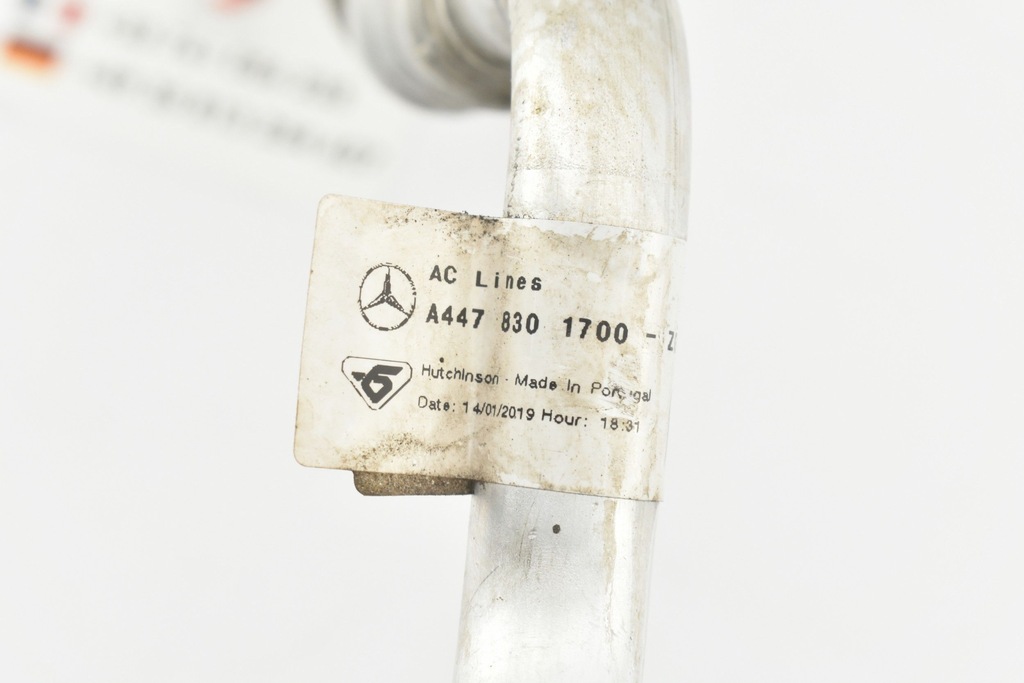 AC Lines
A447 830 1700 - Z
Hutchinson - Made In Portugal
Date: 14/01/2019 Hour: 18:31